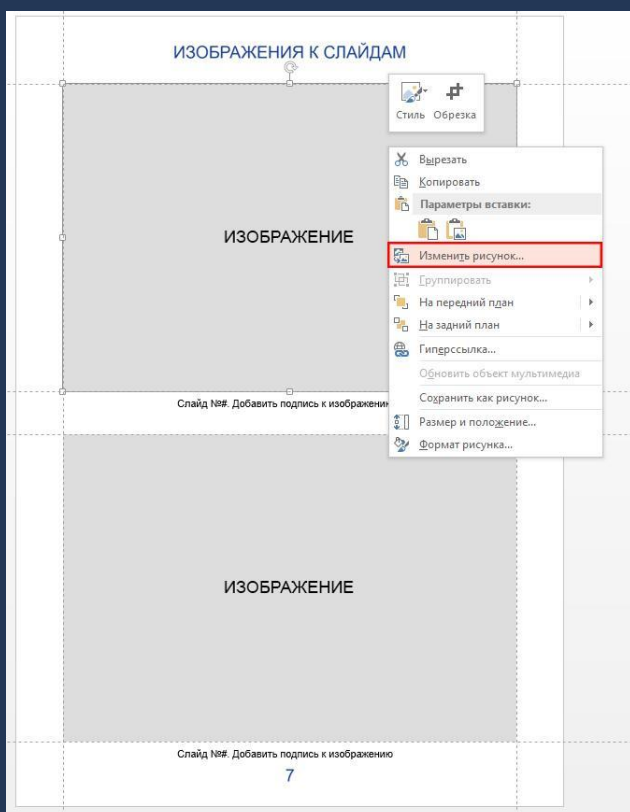 ИЗОБРАЖЕНИЯ К СЛАЙДАМ
Стиль Обрезка
Вырезать
Копировать
Параметры вставки:
ИЗОБРАЖЕНИЕ
Изменить рисунок...
Группировать
На передний план
На задний план
Гиперссылка...
Обновить объект мультимедиа
Сохранить как рисунок...
Слайд №#. Добавить подпись к изображению
Размер и положение...
Формат рисунка...
ИЗОБРАЖЕНИЕ
Слайд №#. Добавить подпись к изображению
7